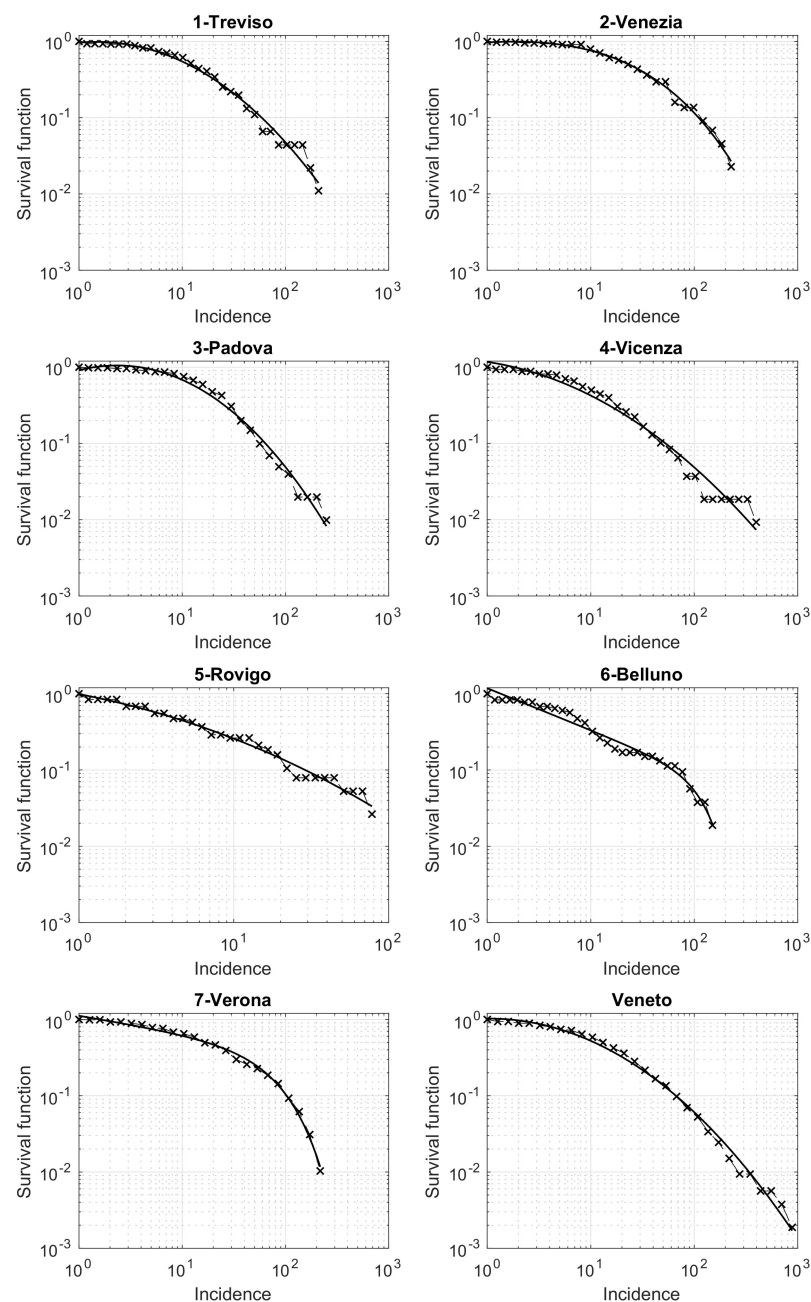 1-Treviso
10^0
10^-1
10^-2
10^-3
Survival function
10^0 10^1 10^2 10^3
Incidence
2-Venezia
10^0
10^-1
10^-2
10^-3
Survival function
10^0 10^1 10^2 10^3
Incidence
3-Padova
10^0
10^-1
10^-2
10^-3
Survival function
10^0 10^1 10^2 10^3
Incidence
4-Vicenza
10^0
10^-1
10^-2
10^-3
Survival function
10^0 10^1 10^2 10^3
Incidence
5-Rovigo
10^0
10^-1
10^-2
10^-3
Survival function
10^0 10^1 10^2
Incidence
6-Belluno
10^0
10^-1
10^-2
10^-3
Survival function
10^0 10^1 10^2 10^3
Incidence
7-Verona
10^0
10^-1
10^-2
10^-3
Survival function
10^0 10^1 10^2 10^3
Incidence
Veneto
10^0
10^-1
10^-2
10^-3
Survival function
10^0 10^1 10^2 10^3
Incidence